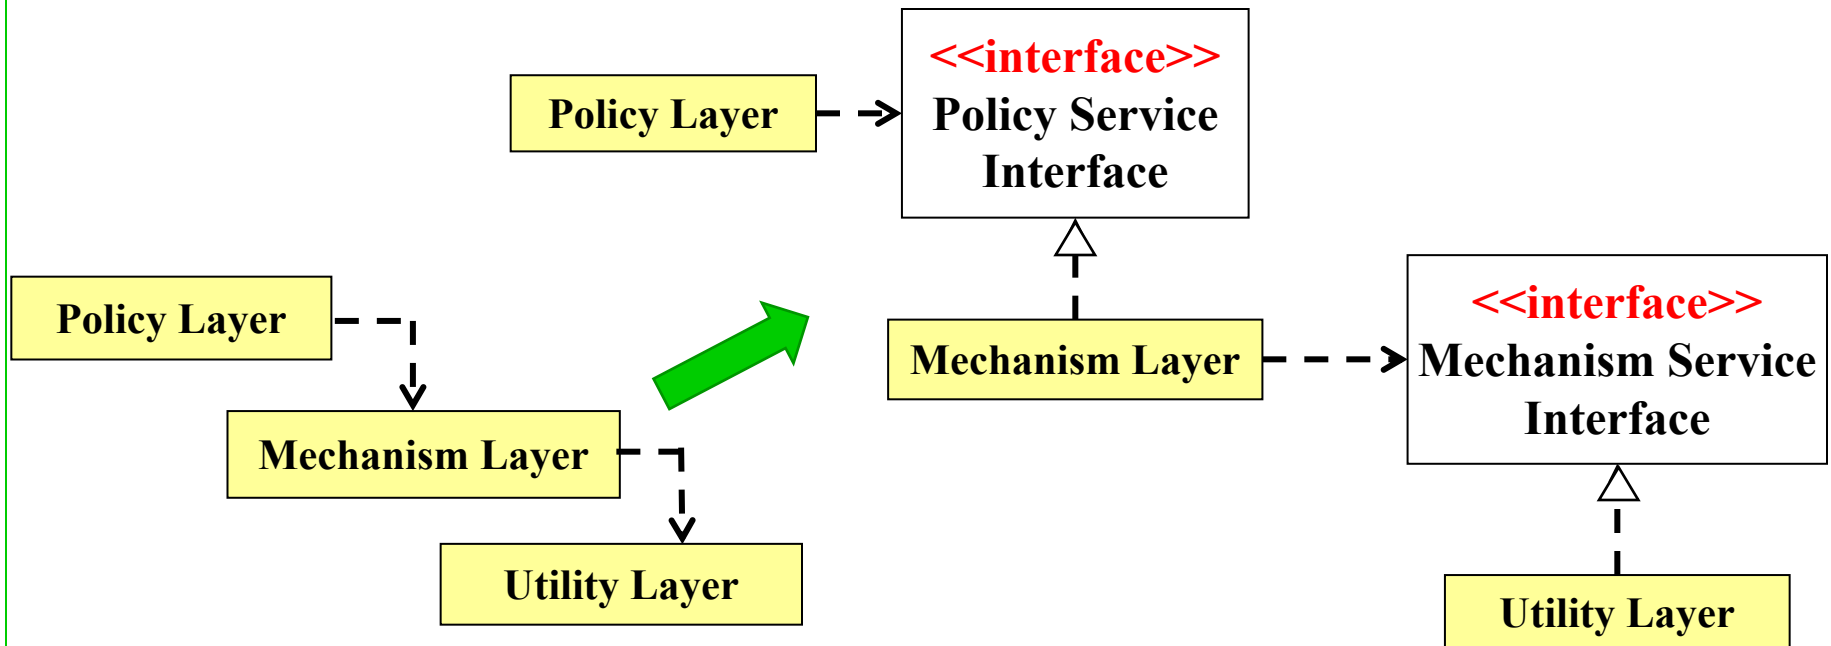 Policy Layer
Mechanism Layer
Utility Layer
Policy Layer
<<interface>>
Policy Service
Interface
Mechanism Layer
<<interface>>
Mechanism Service
Interface
Utility Layer